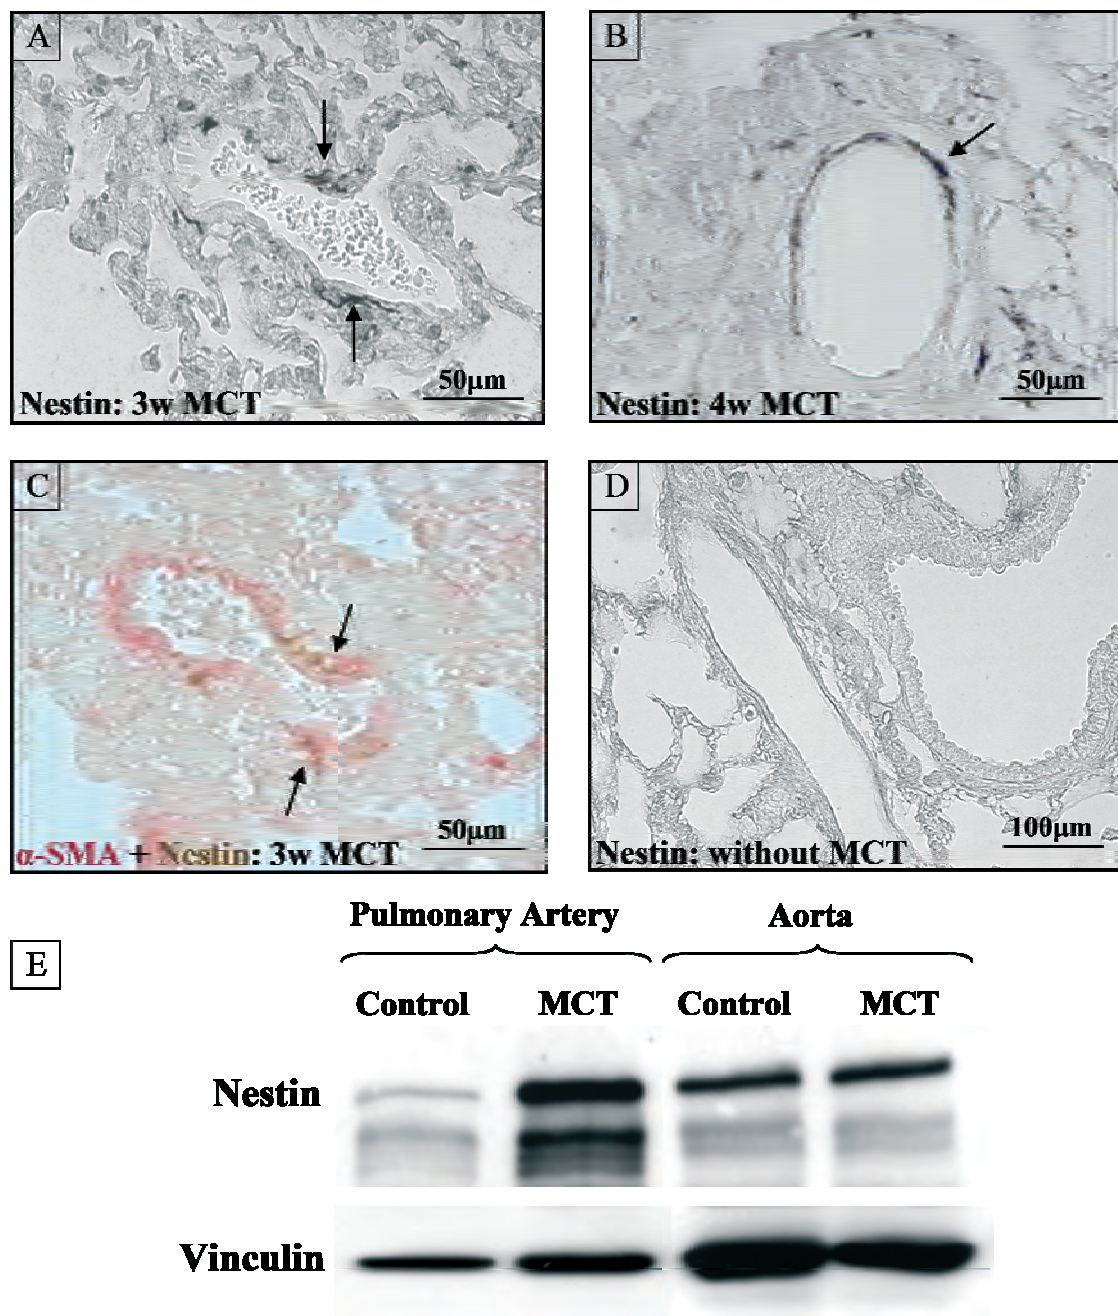 A
B
50μm
50μm
Nestin: 3w MCT
Nestin: 4w MCT
C
D
50μm
100μm
α-SMA + Nestin: 3w MCT
Nestin: without MCT
Pulmonary Artery
Aorta
E
Control
MCT
Control
MCT
Nestin
Vinculin